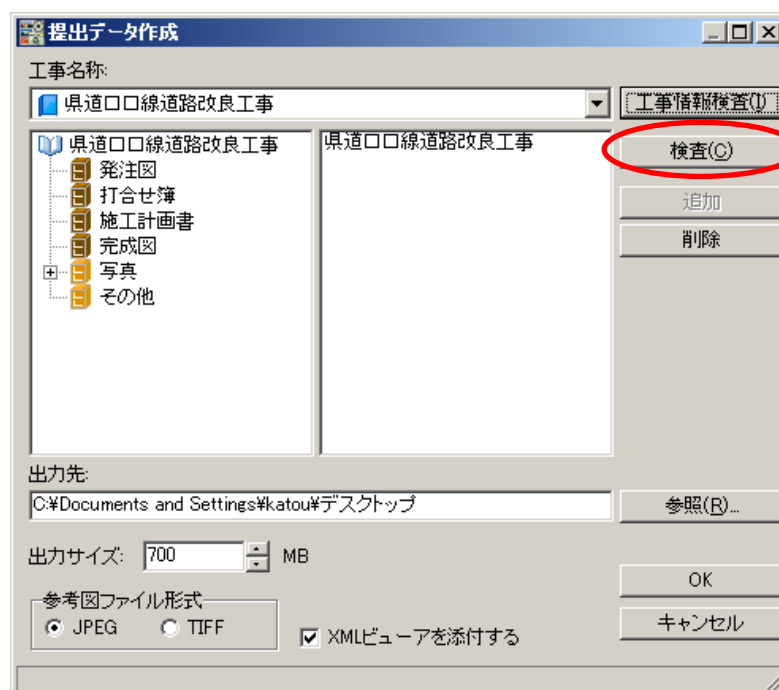 提出データ作成
工事名称:
県道口口線道路改良工事
工事情報検査(I)
県道口口線道路改良工事
発注図
打合せ簿
施工計画書
完成図
写真
その他
県道口口線道路改良工事
検査(C)
追加
削除
出力先:
C:¥Documents and Settings¥katou¥デスクトップ
参照(R)...
出力サイズ: 700 MB
参考図ファイル形式
JPEG TIFF
XMLビューアを添付する
OK
キャンセル